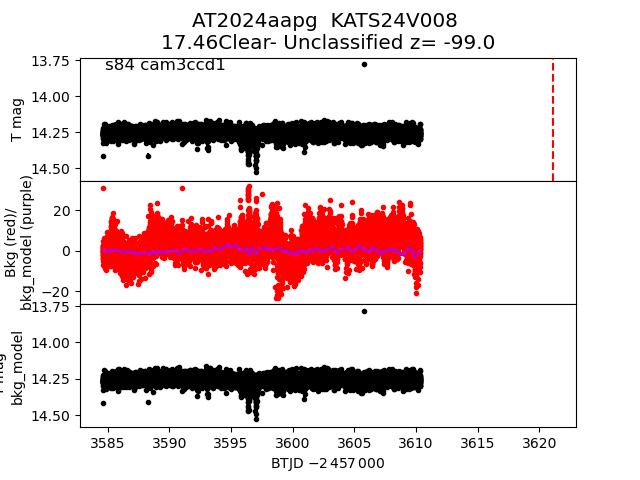 AT2024aapg  KATS24V008
17.46Clear- Unclassified z= -99.0
s84 cam3ccd1
T mag
13.75
14.00
14.25
14.50
Bkg (red)/
bkg_model (purple)
20
0
−20
mag
bkg_model
13.75
14.00
14.25
14.50
3585 3590 3595 3600 3605 3610 3615 3620
BTJD −2 457 000